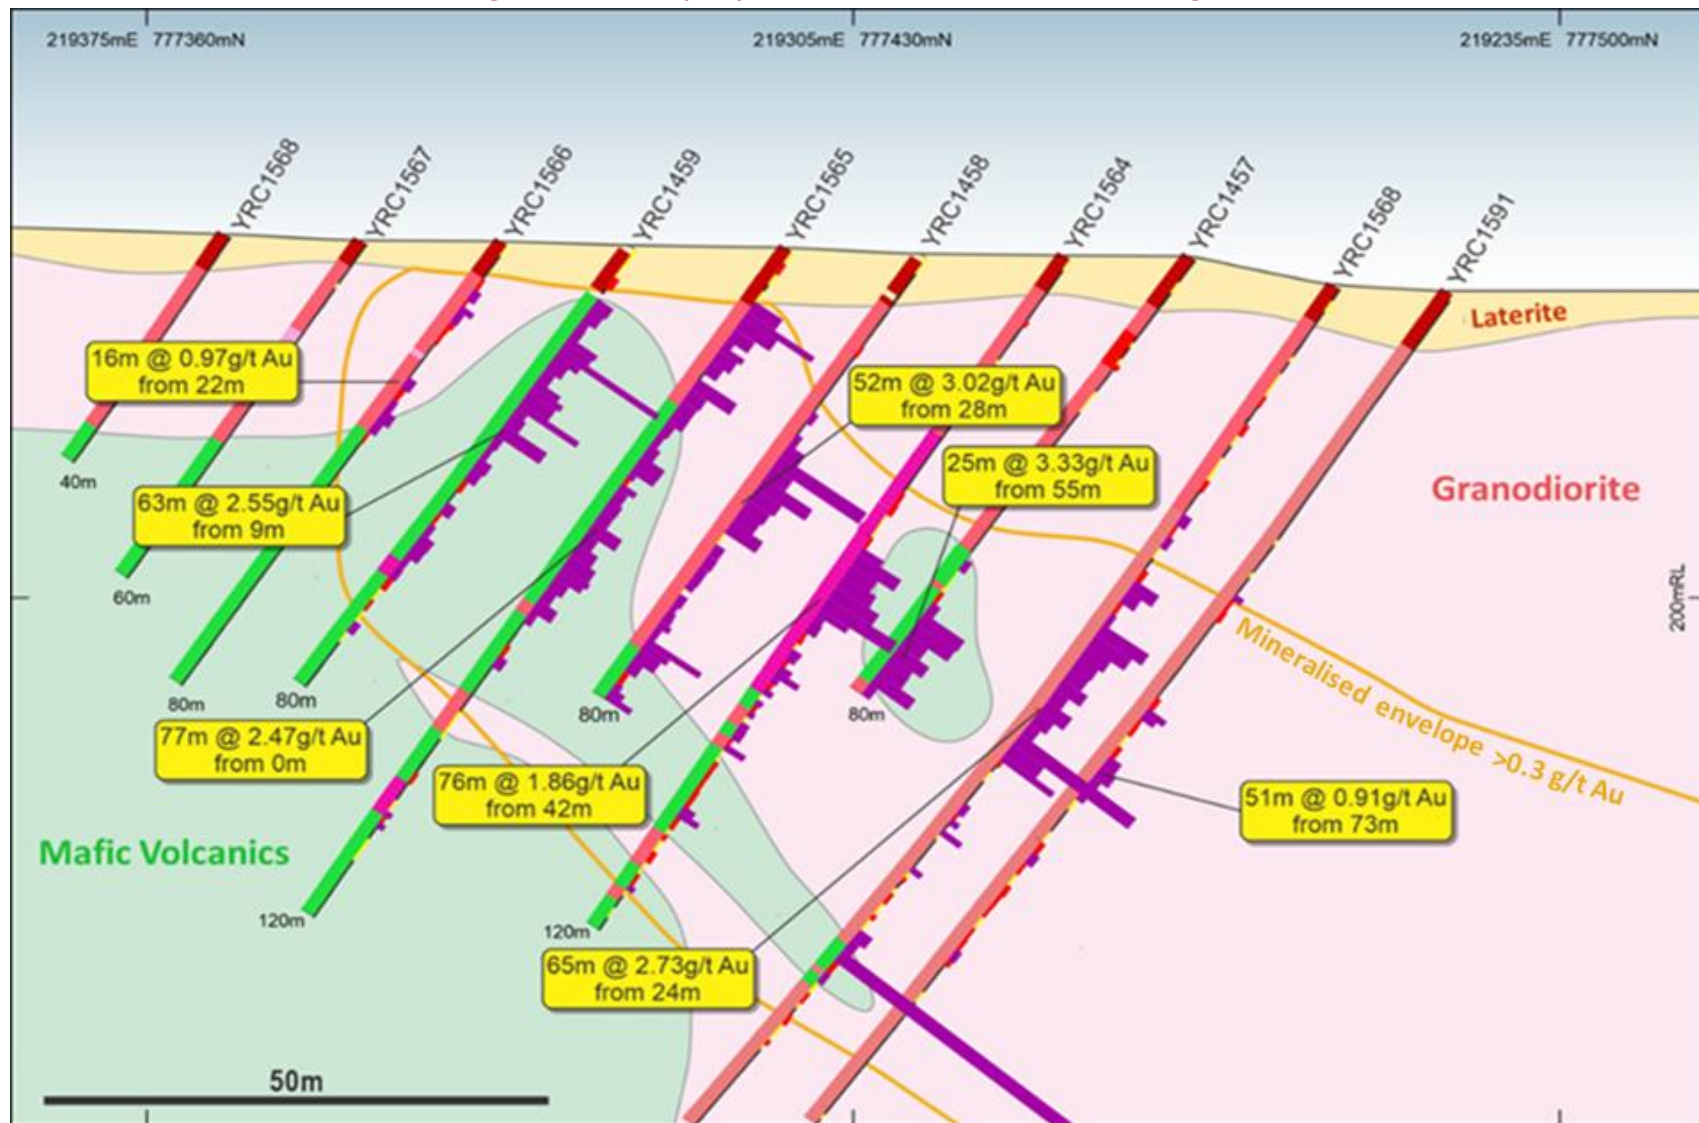 219375mE 777360mN
219305mE 777430mN
219235mE 777500mN
YRC1568
YRC1567
YRC1566
YRC1459
YRC1565
YRC1458
YRC1564
YRC1457
YRC1568
YRC1591
Laterite
16m @ 0.97g/t Au
from 22m
52m @ 3.02g/t Au
from 28m
25m @ 3.33g/t Au
from 55m
Granodiorite
40m
63m @ 2.55g/t Au
from 9m
60m
200mRL
Mineralised envelope >0.3 g/t Au
80m
80m
80m
80m
77m @ 2.47g/t Au
from 0m
76m @ 1.86g/t Au
from 42m
51m @ 0.91g/t Au
from 73m
Mafic Volcanics
120m
120m
65m @ 2.73g/t Au
from 24m
50m